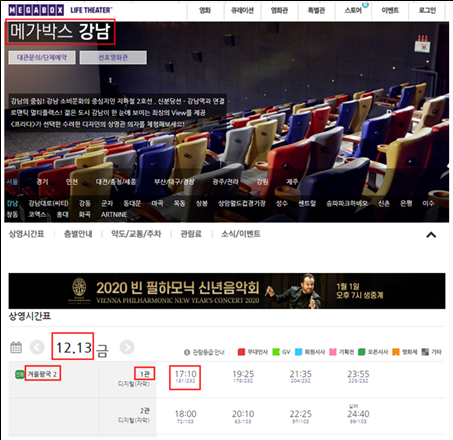 MEGABOX LIFE THEATER
영화 큐레이션 영화관 특별관 스토어 이벤트 로그인
메가박스 강남
대관문의/단체예약 선호영화관
강남의 중심! 강남 소비문화의 중심지인 지하철 2호선, 신분당선·강남역과 연결
로맨틱 멀티플렉스! 젊은 도시 강남이 한 눈에 보이는 최상의 View를 제공
<프라다>가 선택한 수려한 디자인의 상영관 의자를 체험해보세요!
서울 경기 인천 대전/충청/세종 부산/대구/경상 광주/전라 강원 제주
강남 강남대로(씨티) 강동 군자 동대문 마곡 목동 상봉 상암월드컵경기장 성수 센트럴 송파파크하비오 신촌 은평 이수
창동 코엑스 홍대 화곡 ARTNINE
상영시간표 층별안내 약도/교통/주차 관람료 소식/이벤트
2020 빈 필하모닉 신년음악회
VIENNA PHILHARMONIC NEW YEAR'S CONCERT 2020
1월 1일
오후 7시 생중계
상영시간표
12.13 금
관람등급 안내 무대인사 GV 회원시사 기획전 오픈시사 영화제 기타
겨울왕국 2 1관 17:10 19:25 21:35 23:55
디지털(자막) 181/232 178/232 204/232 223/232
2관 18:00 20:10 22:25 심야 24:40
디지털(자막) 72/103 63/103 97/103 99/103